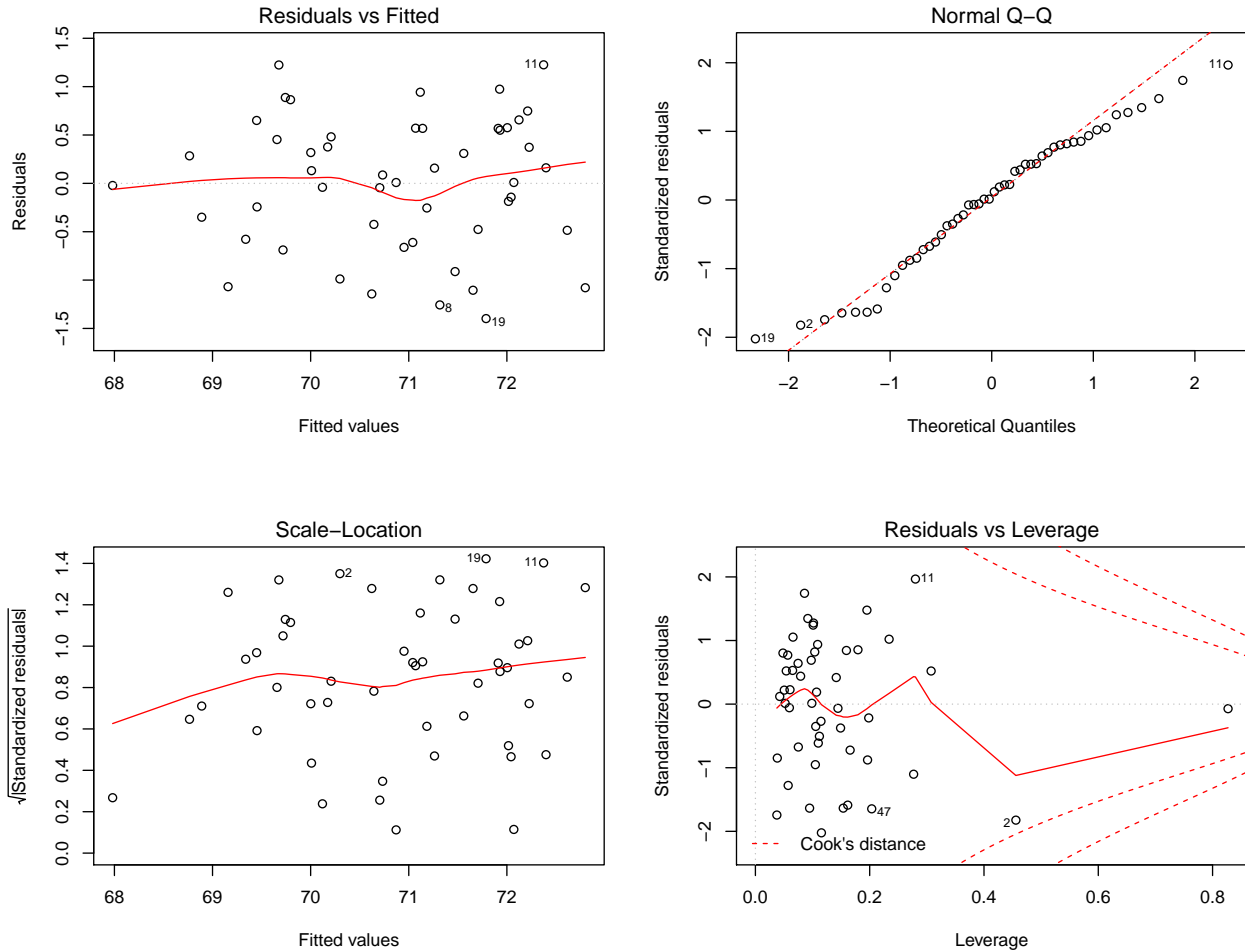 Residuals vs Fitted
Residuals
1.5
1.0
0.5
0.0
−0.5
−1.5
11
8
19
68 69 70 71 72
Fitted values
Normal Q−Q
Standardized residuals
2
1
0
−1
−2
11
2
19
−2 −1 0 1 2
Theoretical Quantiles
Scale−Location
√|Standardized residuals|
1.4
1.2
1.0
0.8
0.6
0.4
0.2
0.0
19
11
2
68 69 70 71 72
Fitted values
Residuals vs Leverage
Standardized residuals
2
1
0
−1
−2
11
47
2
Cook's distance
0.0 0.2 0.4 0.6 0.8
Leverage